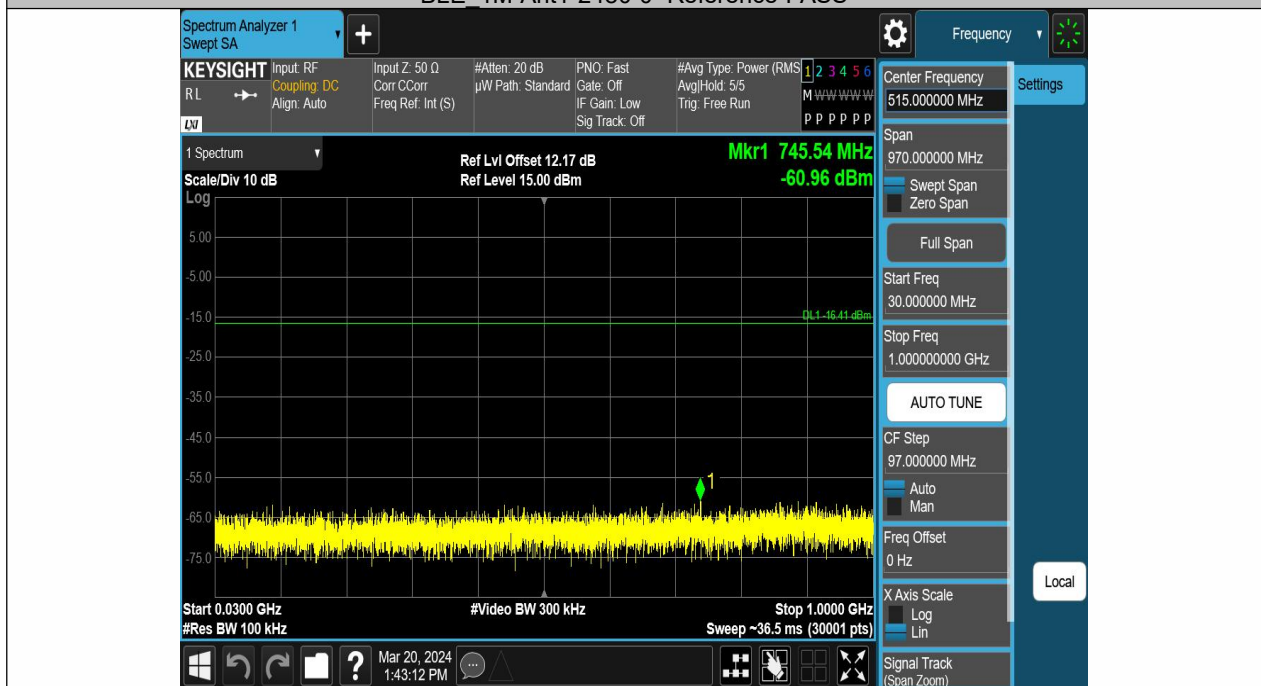 Spectrum Analyzer 1
Swept SA
Frequency
KEYSIGHT
RL
LXI
Input: RF
Coupling: DC
Align: Auto
Input Z: 50 Ω
Corr CCorr
Freq Ref: Int (S)
#Atten: 20 dB
µW Path: Standard
PNO: Fast
Gate: Off
IF Gain: Low
Sig Track: Off
#Avg Type: Power (RMS
Avg|Hold: 5/5
Trig: Free Run
1 2 3 4 5 6
M W W W W W
P P P P P P
1 Spectrum
Scale/Div 10 dB
Log
Ref Lvl Offset 12.17 dB
Ref Level 15.00 dBm
Mkr1 745.54 MHz
-60.96 dBm
5.00
-5.00
-15.0
DL1 -16.41 dBm
-25.0
-35.0
-45.0
-55.0
1
-65.0
-75.0
Start 0.0300 GHz
#Res BW 100 kHz
#Video BW 300 kHz
Stop 1.0000 GHz
Sweep ~36.5 ms (30001 pts)
?
Mar 20, 2024
1:43:12 PM
Center Frequency
515.000000 MHz
Settings
Span
970.000000 MHz
Swept Span
Zero Span
Full Span
Start Freq
30.000000 MHz
Stop Freq
1.000000000 GHz
AUTO TUNE
CF Step
97.000000 MHz
Auto
Man
Freq Offset
0 Hz
X Axis Scale
Log
Lin
Local
Signal Track
(Span Zoom)